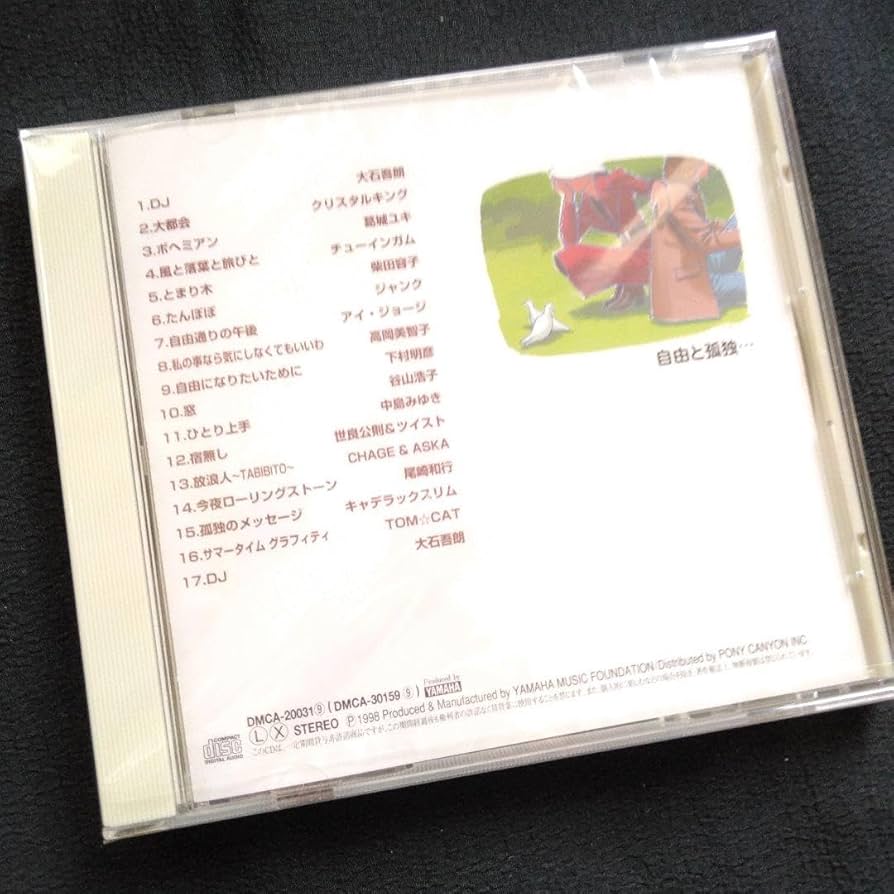 1.DJ 大石吾朗
2.大都会 クリスタルキング
3.ボヘミアン 葛城ユキ
4.風と落葉と旅びと チューインガム
5.とまり木 柴田容子
6.たんぽぽ ジャンク
7.自由通りの午後 アイ・ジョージ
8.私の事なら気にしなくてもいいわ 高岡美智子
9.自由になりたいために 下村明彦
10.窓 谷山浩子
11.ひとり上手 中島みゆき
12.宿無し 世良公則&ツイスト
13.放浪人~TABIBITO~ CHAGE & ASKA
14.今夜ローリングストーン 尾崎和行
15.孤独のメッセージ キャデラックスリム
16.サマータイム グラフィティ TOM☆CAT
17.DJ 大石吾朗
自由と孤独…
DMCA-20031⑨(DMCA-30159⑨) Produced by YAMAHA
LX STEREO Ⓟ1998 Produced & Manufactured by YAMAHA MUSIC FOUNDATION/Distributed by PONY CANYON INC
COMPACT disc DIGITAL AUDIO